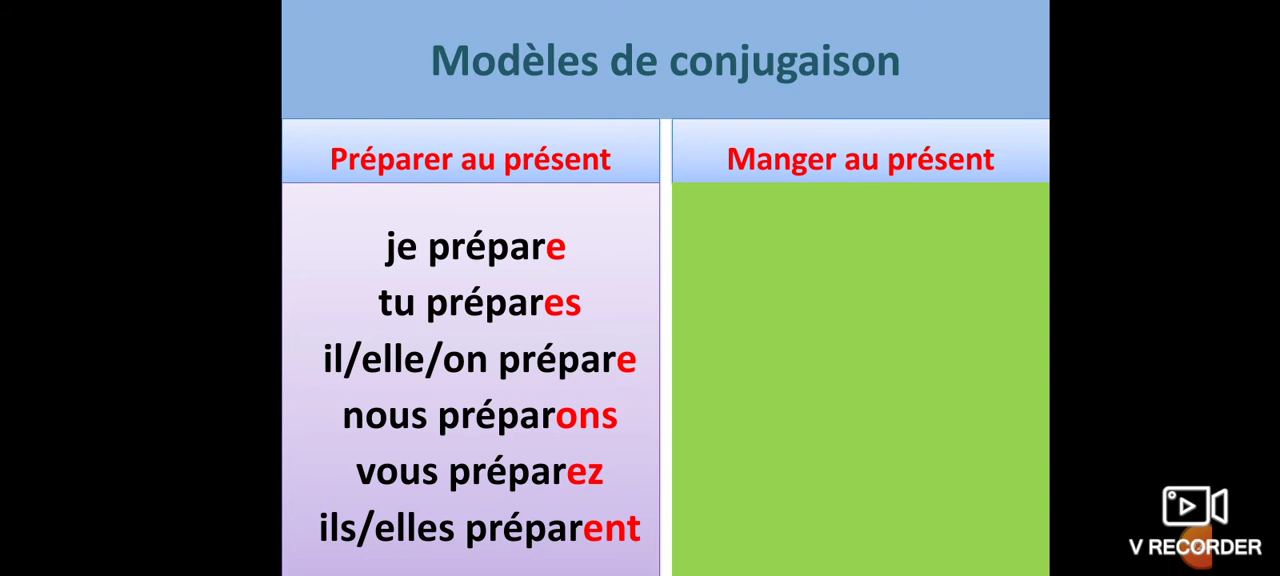 Modèles de conjugaison
Préparer au présent
Manger au présent
je prépare
tu prépares
il/elle/on prépare
nous préparons
vous préparez
ils/elles préparent
V RECORDER